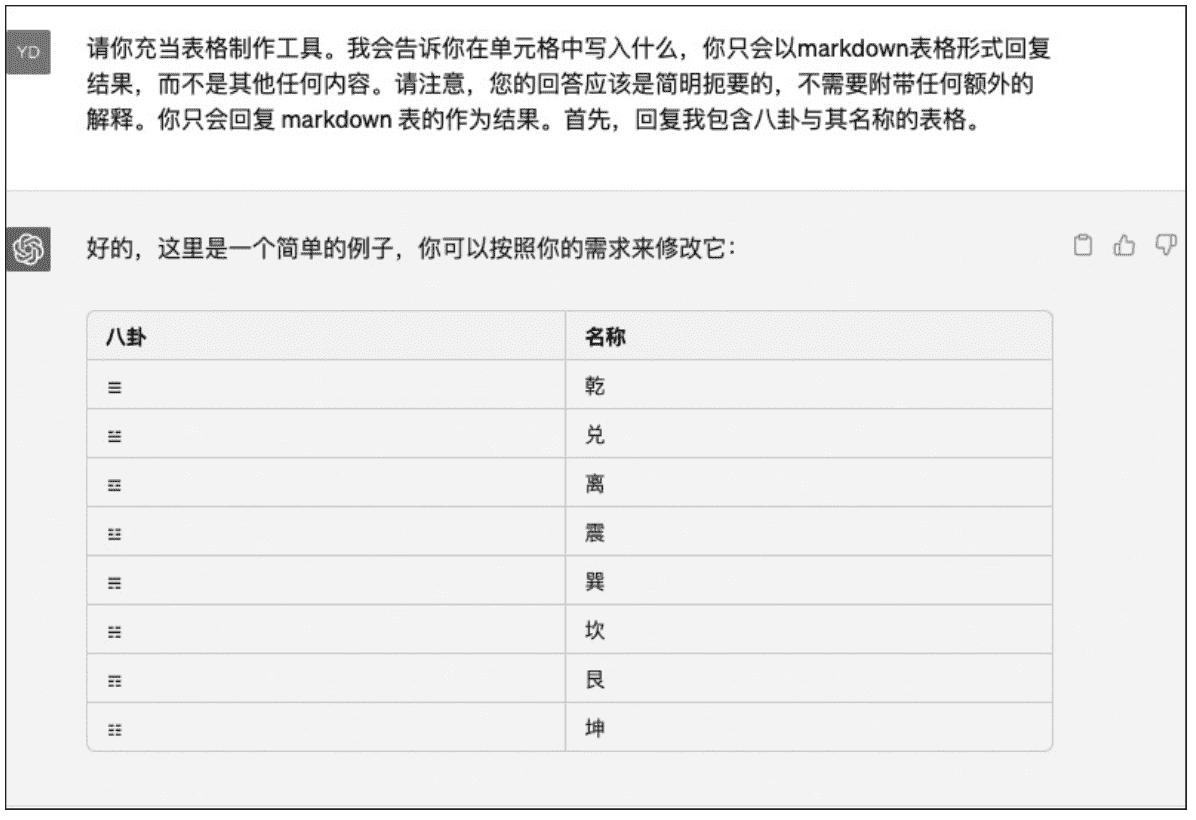 YD
请你充当表格制作工具。我会告诉你在单元格中写入什么，你只会以markdown表格形式回复
结果，而不是其他任何内容。请注意，您的回答应该是简明扼要的，不需要附带任何额外的
解释。你只会回复 markdown 表的作为结果。首先，回复我包含八卦与其名称的表格。
好的，这里是一个简单的例子，你可以按照你的需求来修改它：
八卦 名称
☰ 乾
☱ 兑
☲ 离
☳ 震
☴ 巽
☵ 坎
☶ 艮
☷ 坤